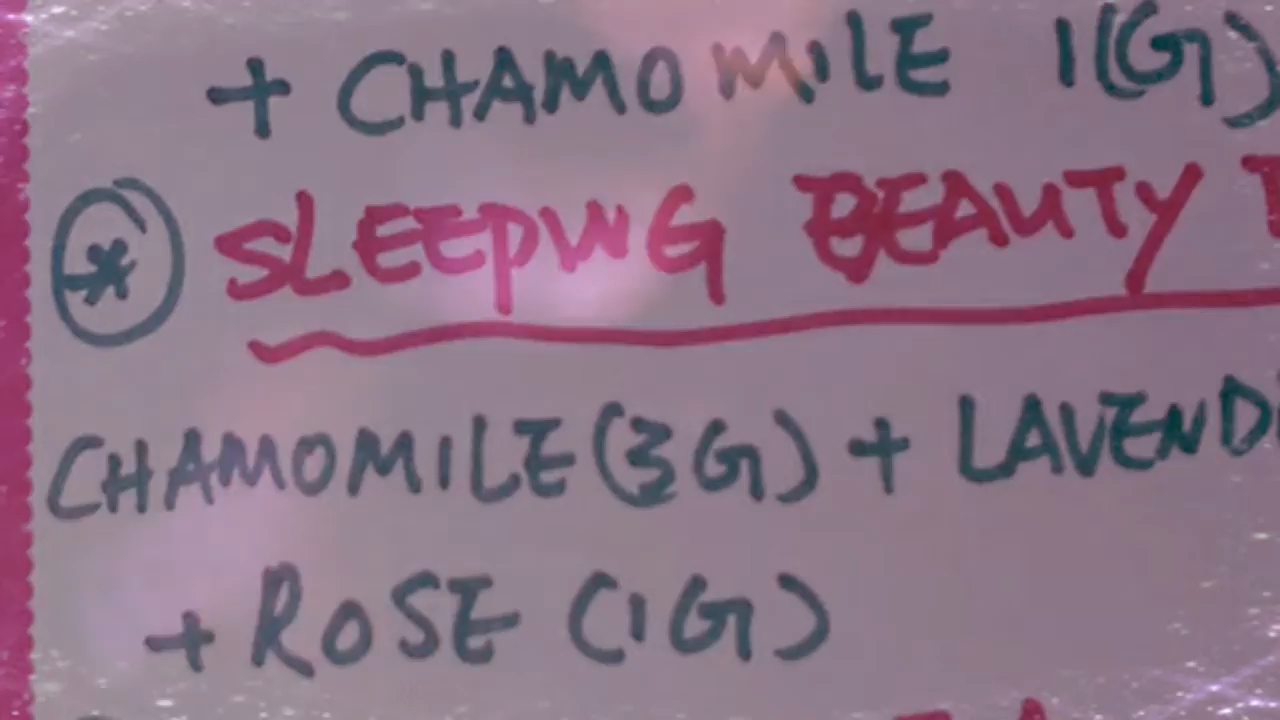 + CHAMOMILE 1(G)
* SLEEPING BEAUTY
CHAMOMILE (3G) + LAVEND
+ ROSE (1G)